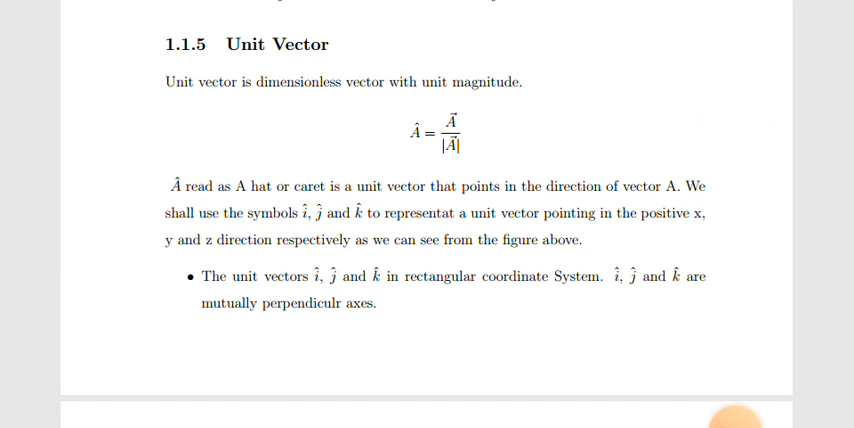 1.1.5 Unit Vector
Unit vector is dimensionless vector with unit magnitude.
Â = A⃗ / |A⃗|
Â read as A hat or caret is a unit vector that points in the direction of vector A. We
shall use the symbols î, ĵ and k̂ to representat a unit vector pointing in the positive x,
y and z direction respectively as we can see from the figure above.
• The unit vectors î, ĵ and k̂ in rectangular coordinate System. î, ĵ and k̂ are
mutually perpendiculr axes.